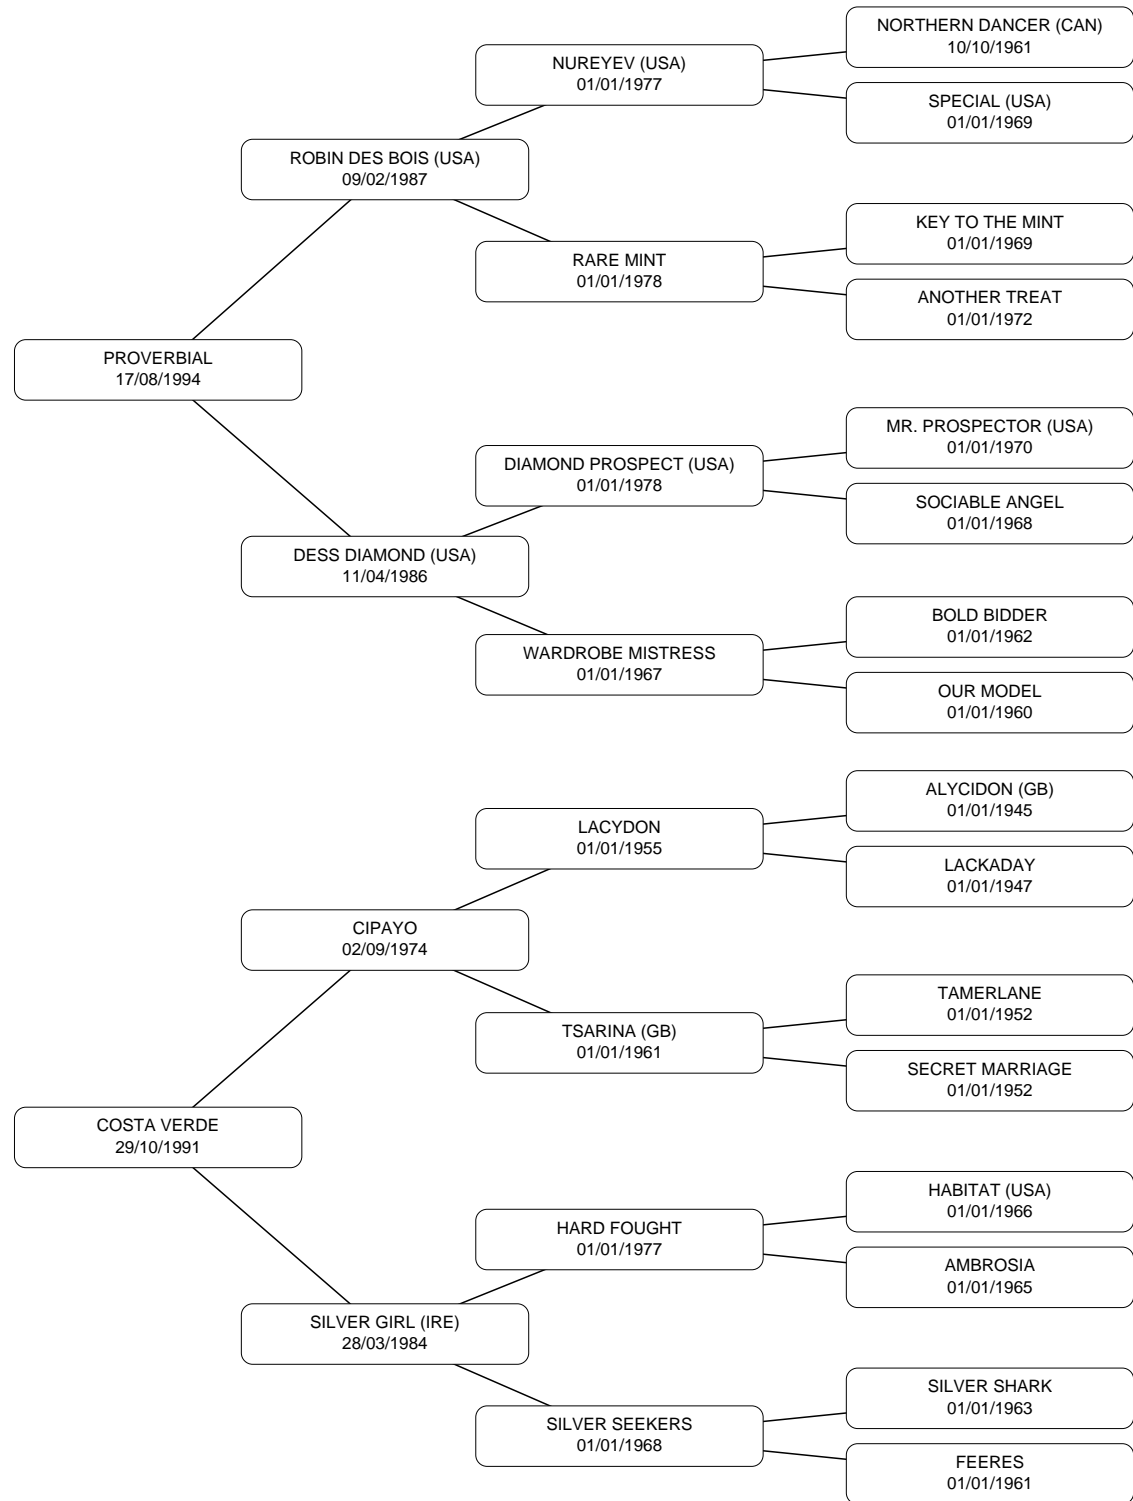 NORTHERN DANCER (CAN)
10/10/1961
NUREYEV (USA)
01/01/1977
SPECIAL (USA)
01/01/1969
ROBIN DES BOIS (USA)
09/02/1987
KEY TO THE MINT
01/01/1969
RARE MINT
01/01/1978
ANOTHER TREAT
01/01/1972
PROVERBIAL
17/08/1994
MR. PROSPECTOR (USA)
01/01/1970
DIAMOND PROSPECT (USA)
01/01/1978
SOCIABLE ANGEL
01/01/1968
DESS DIAMOND (USA)
11/04/1986
BOLD BIDDER
01/01/1962
WARDROBE MISTRESS
01/01/1967
OUR MODEL
01/01/1960
ALYCIDON (GB)
01/01/1945
LACYDON
01/01/1955
LACKADAY
01/01/1947
CIPAYO
02/09/1974
TAMERLANE
01/01/1952
TSARINA (GB)
01/01/1961
SECRET MARRIAGE
01/01/1952
COSTA VERDE
29/10/1991
HABITAT (USA)
01/01/1966
HARD FOUGHT
01/01/1977
AMBROSIA
01/01/1965
SILVER GIRL (IRE)
28/03/1984
SILVER SHARK
01/01/1963
SILVER SEEKERS
01/01/1968
FEERES
01/01/1961